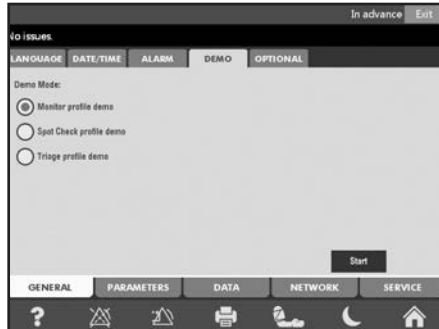 In advance Exit
No issues.
LANGUAGE DATE/TIME ALARM DEMO OPTIONAL
Demo Mode:
Monitor profile demo
Spot Check profile demo
Triage profile demo
Start
GENERAL PARAMETERS DATA NETWORK SERVICE
?